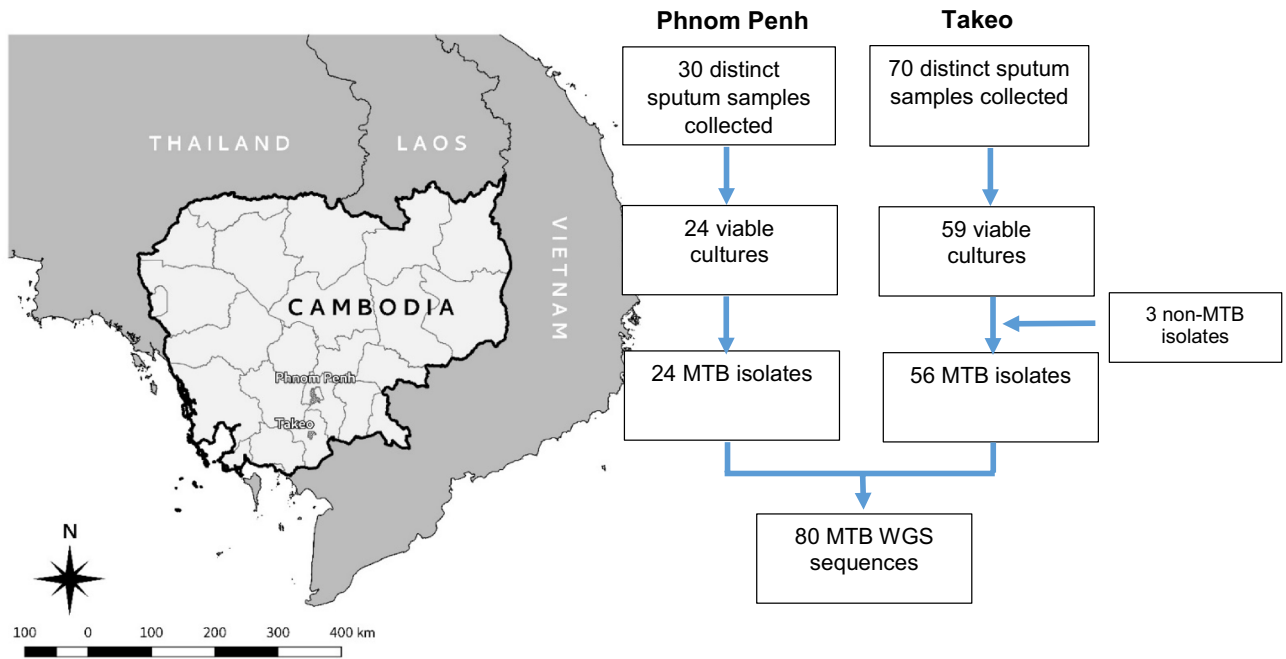 THAILAND
LAOS
VIETNAM
CAMBODIA
Phnom Penh
Takeo
N
100 0 100 200 300 400 km
Phnom Penh
Takeo
30 distinct
sputum samples
collected
70 distinct sputum
samples collected
24 viable
cultures
59 viable
cultures
3 non-MTB
isolates
24 MTB isolates
56 MTB isolates
80 MTB WGS
sequences